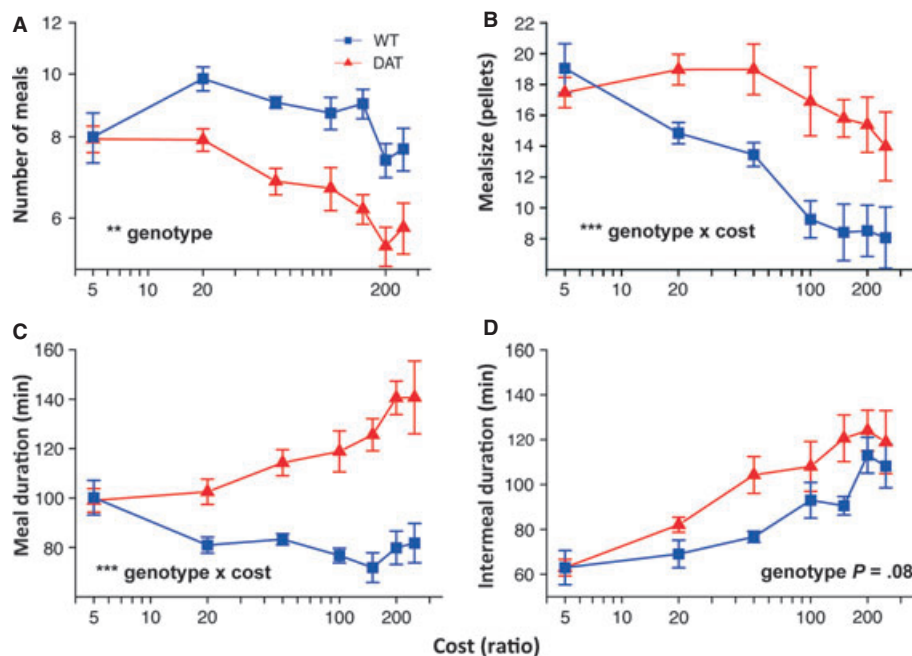 A
Number of meals
12
10
8
6
WT
DAT
** genotype
5 10 20 200
B
Mealsize (pellets)
22
20
18
16
14
12
10
8
*** genotype x cost
5 10 20 100 200
C
Meal duration (min)
160
140
120
100
80
*** genotype x cost
5 10 20 100 200
D
Intermeal duration (min)
160
140
120
100
80
60
genotype P = .08
5 10 20 100 200
Cost (ratio)